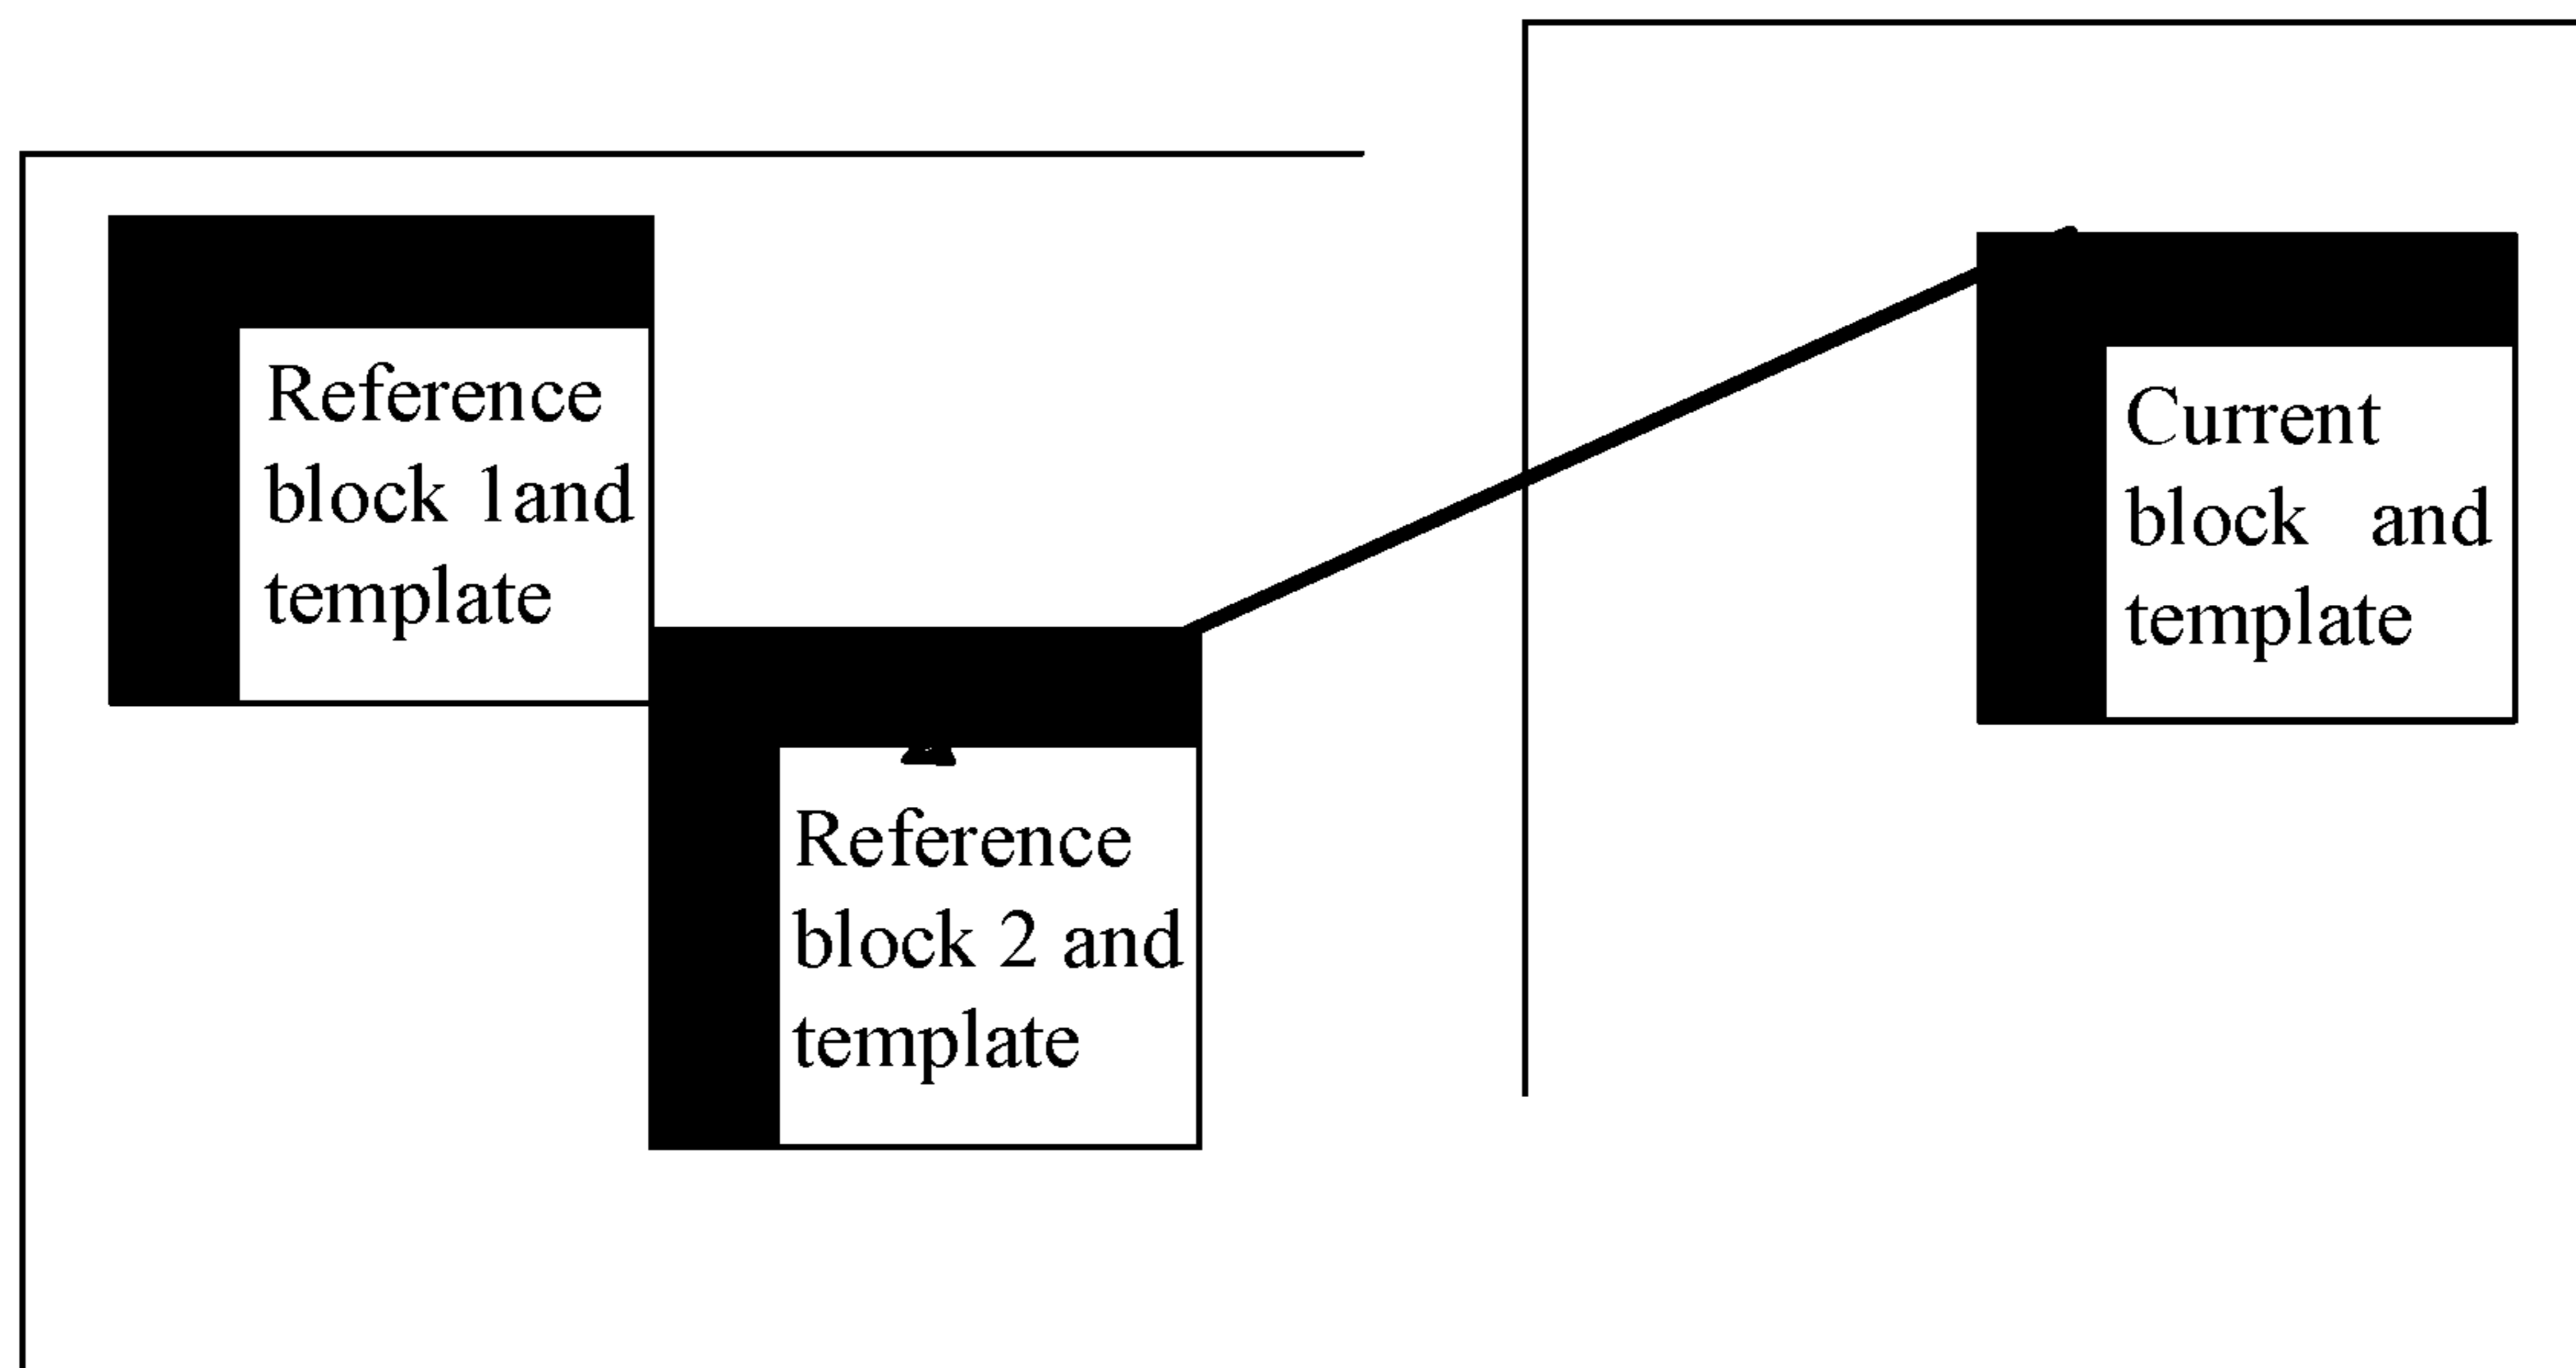 Reference
block 1and
template
Reference
block 2 and
template
Current
block and
template